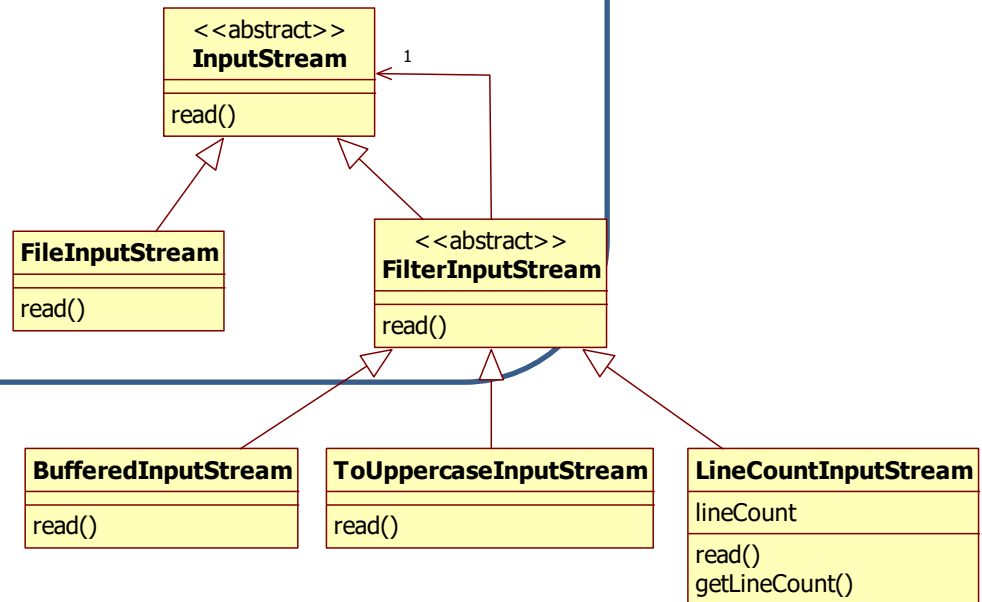 <<abstract>>
InputStream
1
read()
FileInputStream
read()
<<abstract>>
FilterInputStream
read()
BufferedInputStream
read()
ToUppercaseInputStream
read()
LineCountInputStream
lineCount
read()
getLineCount()